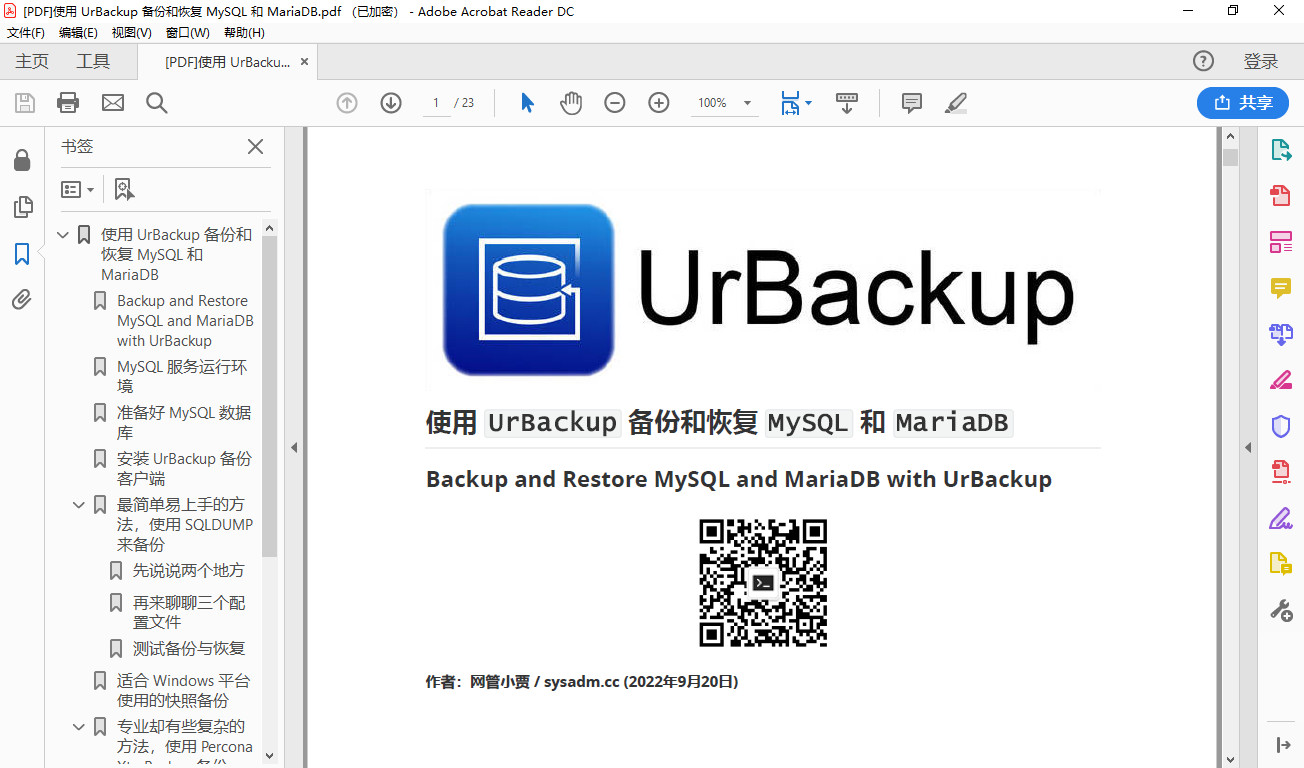 [PDF]使用 UrBackup 备份和恢复 MySQL 和 MariaDB.pdf （已加密） - Adobe Acrobat Reader DC
文件(F) 编辑(E) 视图(V) 窗口(W) 帮助(H)
主页 工具 [PDF]使用 UrBacku... × 登录
1 / 23 100% 共享
书签
使用 UrBackup 备份和
恢复 MySQL 和
MariaDB
Backup and Restore
MySQL and MariaDB
with UrBackup
MySQL 服务运行环
境
准备好 MySQL 数据
库
安装 UrBackup 备份
客户端
最简单易上手的方
法，使用 SQLDUMP
来备份
先说说两个地方
再来聊聊三个配
置文件
测试备份与恢复
适合 Windows 平台
使用的快照备份
专业却有些复杂的
方法，使用 Percona
UrBackup
使用 UrBackup 备份和恢复 MySQL 和 MariaDB
Backup and Restore MySQL and MariaDB with UrBackup
作者：网管小贾 / sysadm.cc (2022年9月20日)